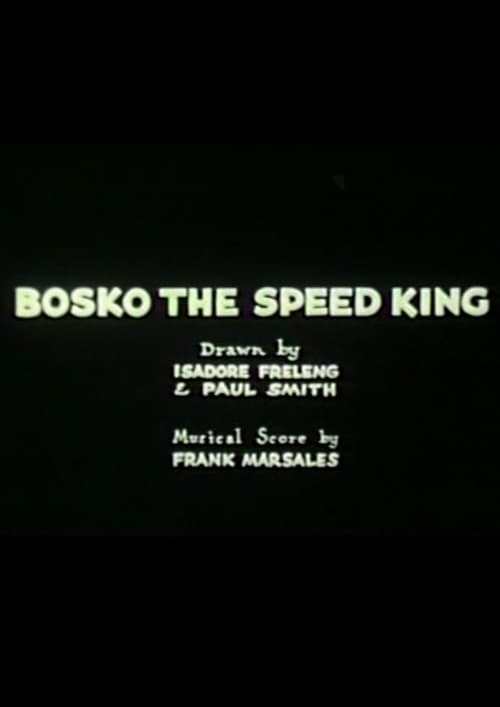 BOSKO THE SPEED KING
Drawn by
ISADORE FRELENG
& PAUL SMITH
Musical Score by
FRANK MARSALES